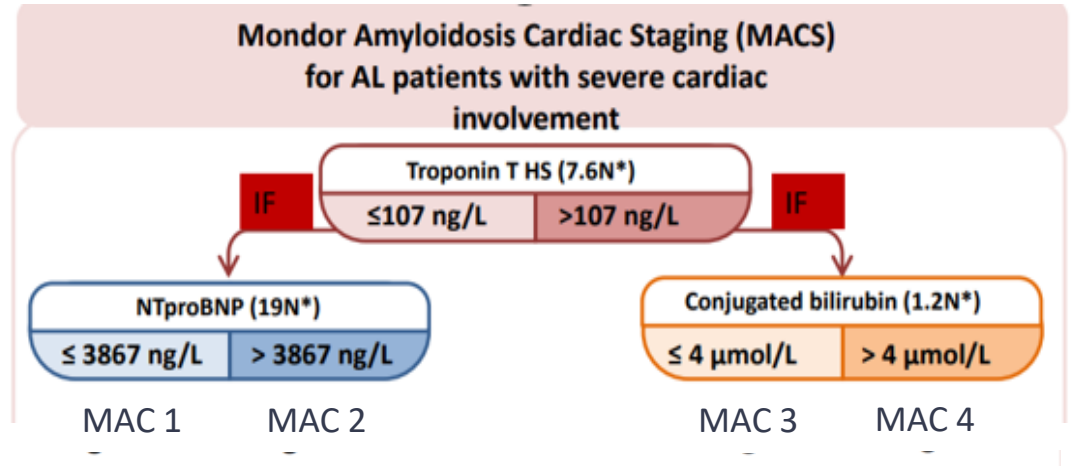 Mondor Amyloidosis Cardiac Staging (MACS)
for AL patients with severe cardiac
involvement
Troponin T HS (7.6N*)
IF
IF
≤107 ng/L
>107 ng/L
NTproBNP (19N*)
Conjugated bilirubin (1.2N*)
≤ 3867 ng/L
> 3867 ng/L
≤ 4 µmol/L
> 4 µmol/L
MAC 1
MAC 2
MAC 3
MAC 4